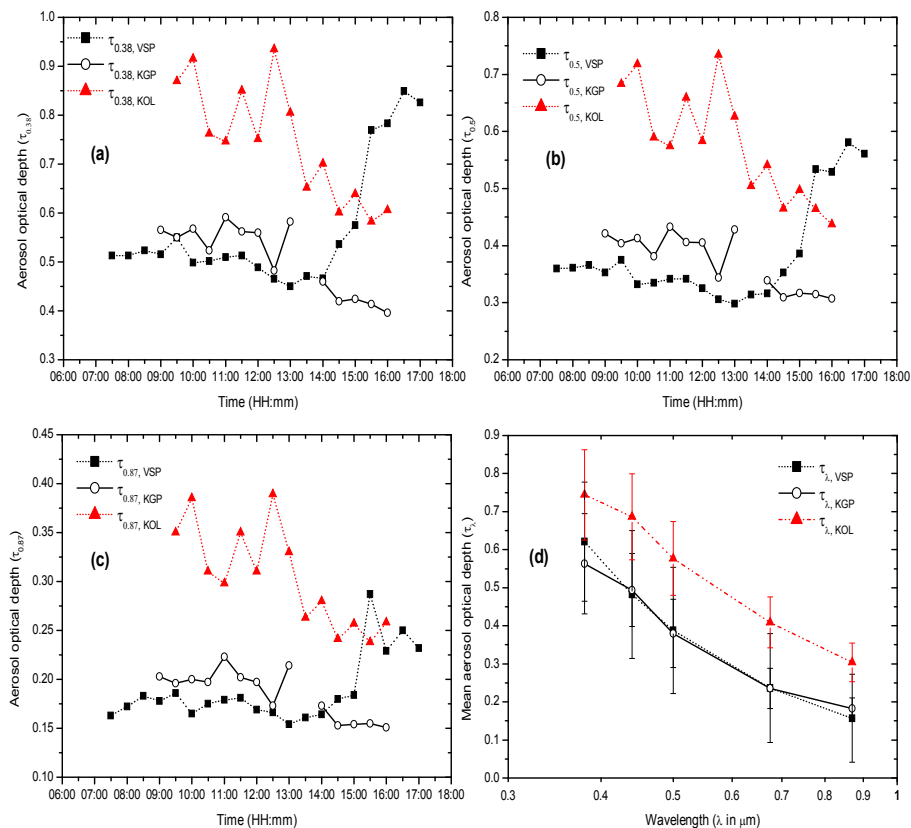 1.0
0.9
0.8
0.7
0.6
0.5
0.4
0.3
Aerosol optical depth (τ0.38)
τ0.38, VSP
τ0.38, KGP
τ0.38, KOL
(a)
06:00 07:00 08:00 09:00 10:00 11:00 12:00 13:00 14:00 15:00 16:00 17:00 18:00
Time (HH:mm)
0.8
0.7
0.6
0.5
0.4
0.3
0.2
Aerosol optical depth (τ0.5)
τ0.5, VSP
τ0.5, KGP
τ0.5, KOL
(b)
06:00 07:00 08:00 09:00 10:00 11:00 12:00 13:00 14:00 15:00 16:00 17:00 18:00
Time (HH:mm)
0.45
0.40
0.35
0.30
0.25
0.20
0.15
0.10
Aerosol optical depth (τ0.87)
τ0.87, VSP
τ0.87, KGP
τ0.87, KOL
(c)
06:00 07:00 08:00 09:00 10:00 11:00 12:00 13:00 14:00 15:00 16:00 17:00 18:00
Time (HH:mm)
0.9
0.8
0.7
0.6
0.5
0.4
0.3
0.2
0.1
0.0
Mean aerosol optical depth (τλ)
τλ, VSP
τλ, KGP
τλ, KOL
(d)
0.3 0.4 0.5 0.6 0.7 0.8 0.9 1
Wavelength (λ in μm)